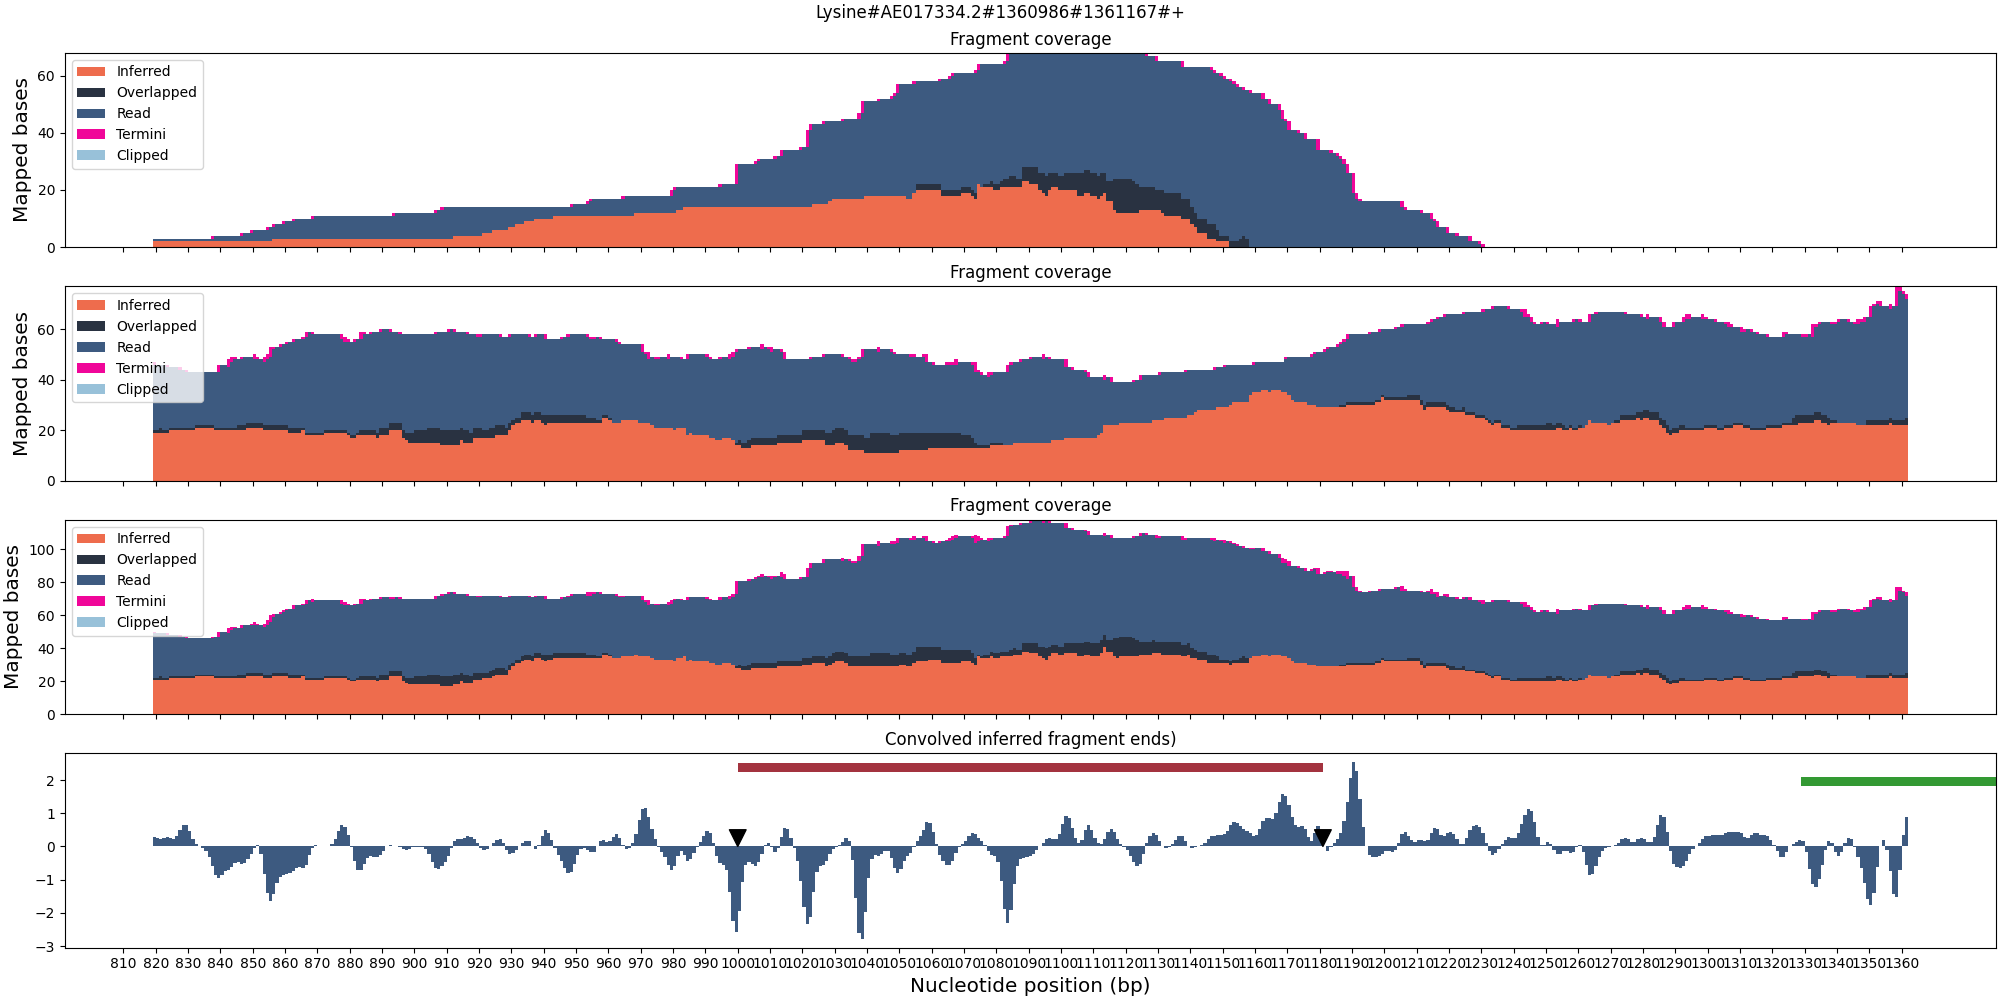 Lysine#AE017334.2#1360986#1361167#+
Fragment coverage
Mapped bases
60
40
20
0
Inferred
Overlapped
Read
Termini
Clipped
Fragment coverage
Mapped bases
60
40
20
0
Inferred
Overlapped
Read
Termini
Clipped
Fragment coverage
Mapped bases
100
80
60
40
20
0
Inferred
Overlapped
Read
Termini
Clipped
Convolved inferred fragment ends)
2
1
0
−1
−2
−3
810 820 830 840 850 860 870 880 890 900 910 920 930 940 950 960 970 980 990 1000 1010 1020 1030 1040 1050 1060 1070 1080 1090 1100 1110 1120 1130 1140 1150 1160 1170 1180 1190 1200 1210 1220 1230 1240 1250 1260 1270 1280 1290 1300 1310 1320 1330 1340 1350 1360
Nucleotide position (bp)